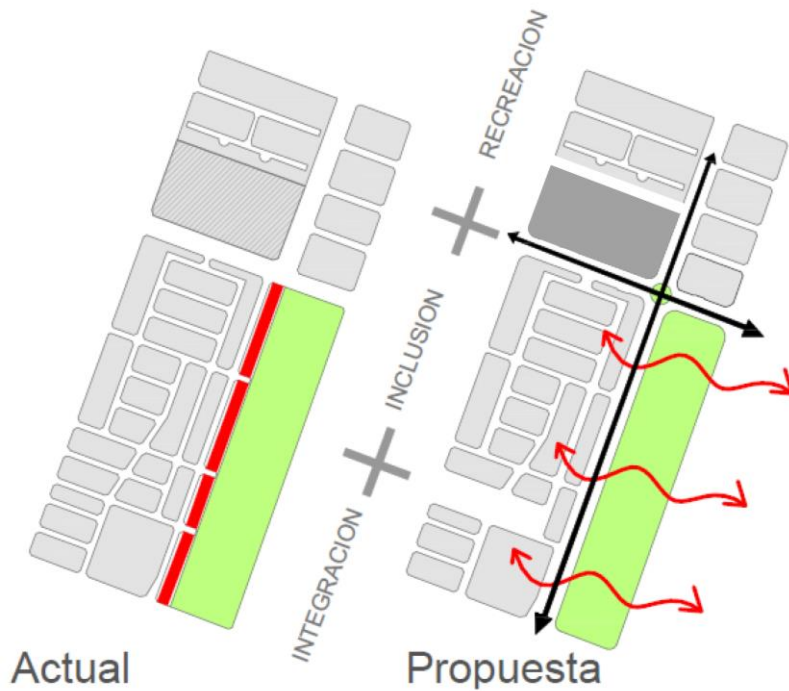 RECREACION
INCLUSION
INTEGRACION
Actual
Propuesta